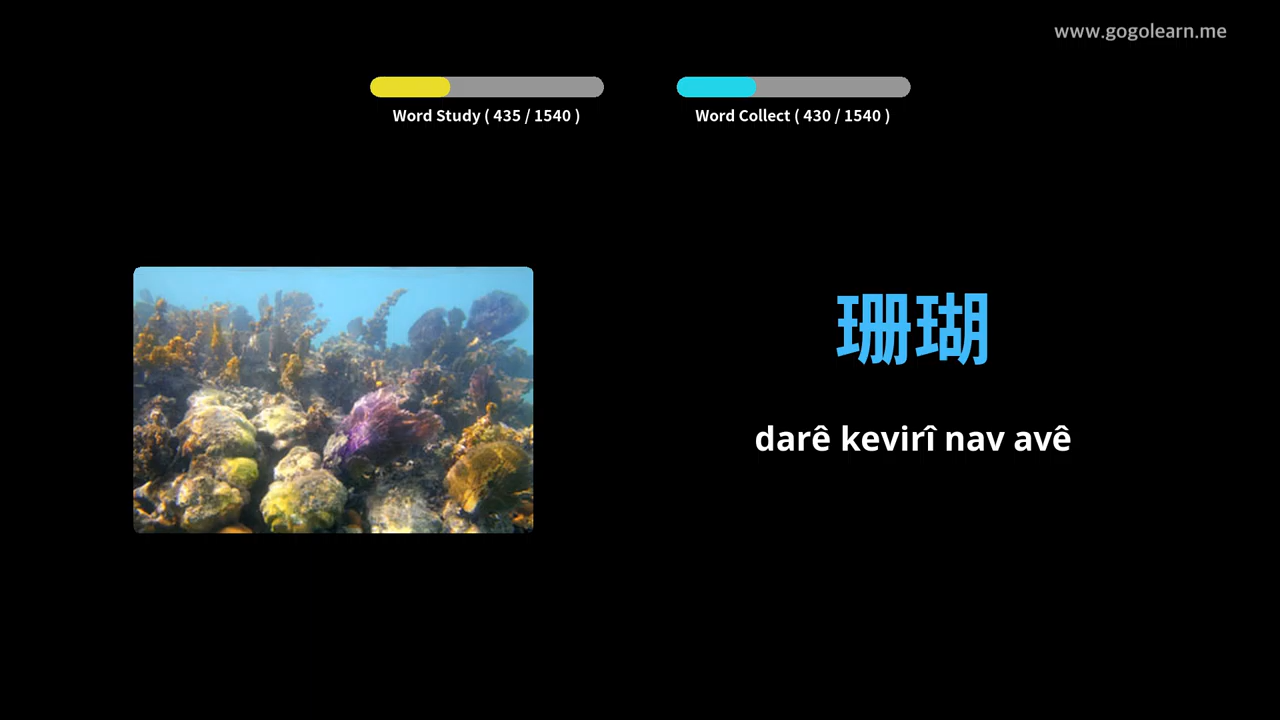 www.gogolearn.me
Word Study ( 435 / 1540 )
Word Collect ( 430 / 1540 )
珊瑚
darê kevirî nav avê